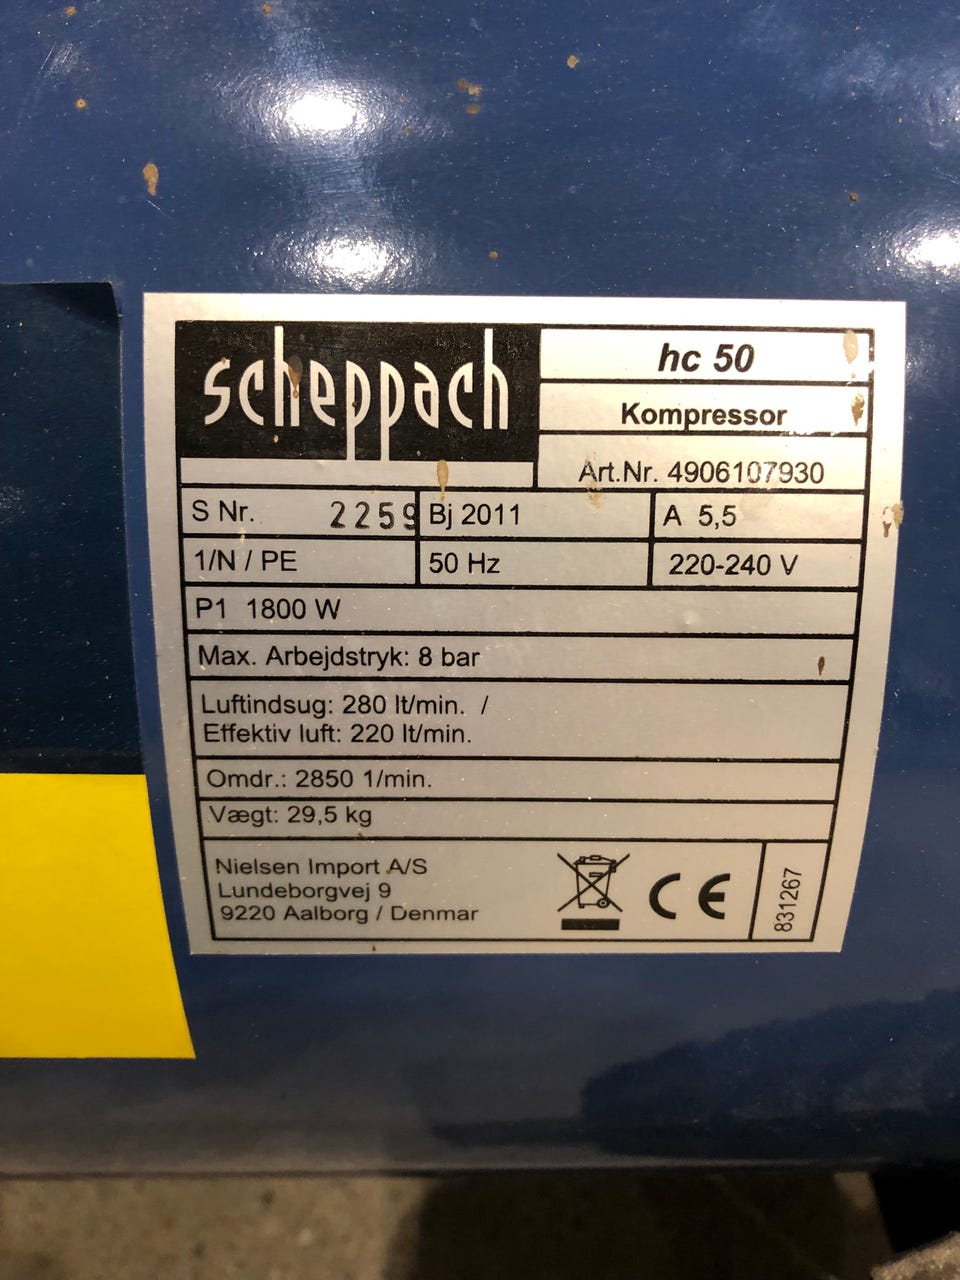 scheppach
hc 50
Kompressor
Art.Nr. 4906107930
S Nr. 2259 Bj 2011 A 5,5
1/N / PE 50 Hz 220-240 V
P1 1800 W
Max. Arbejdstryk: 8 bar
Luftindsug: 280 lt/min. /
Effektiv luft: 220 lt/min.
Omdr.: 2850 1/min.
Vægt: 29,5 kg
Nielsen Import A/S
Lundeborgvej 9
9220 Aalborg / Denmar
CE
831267